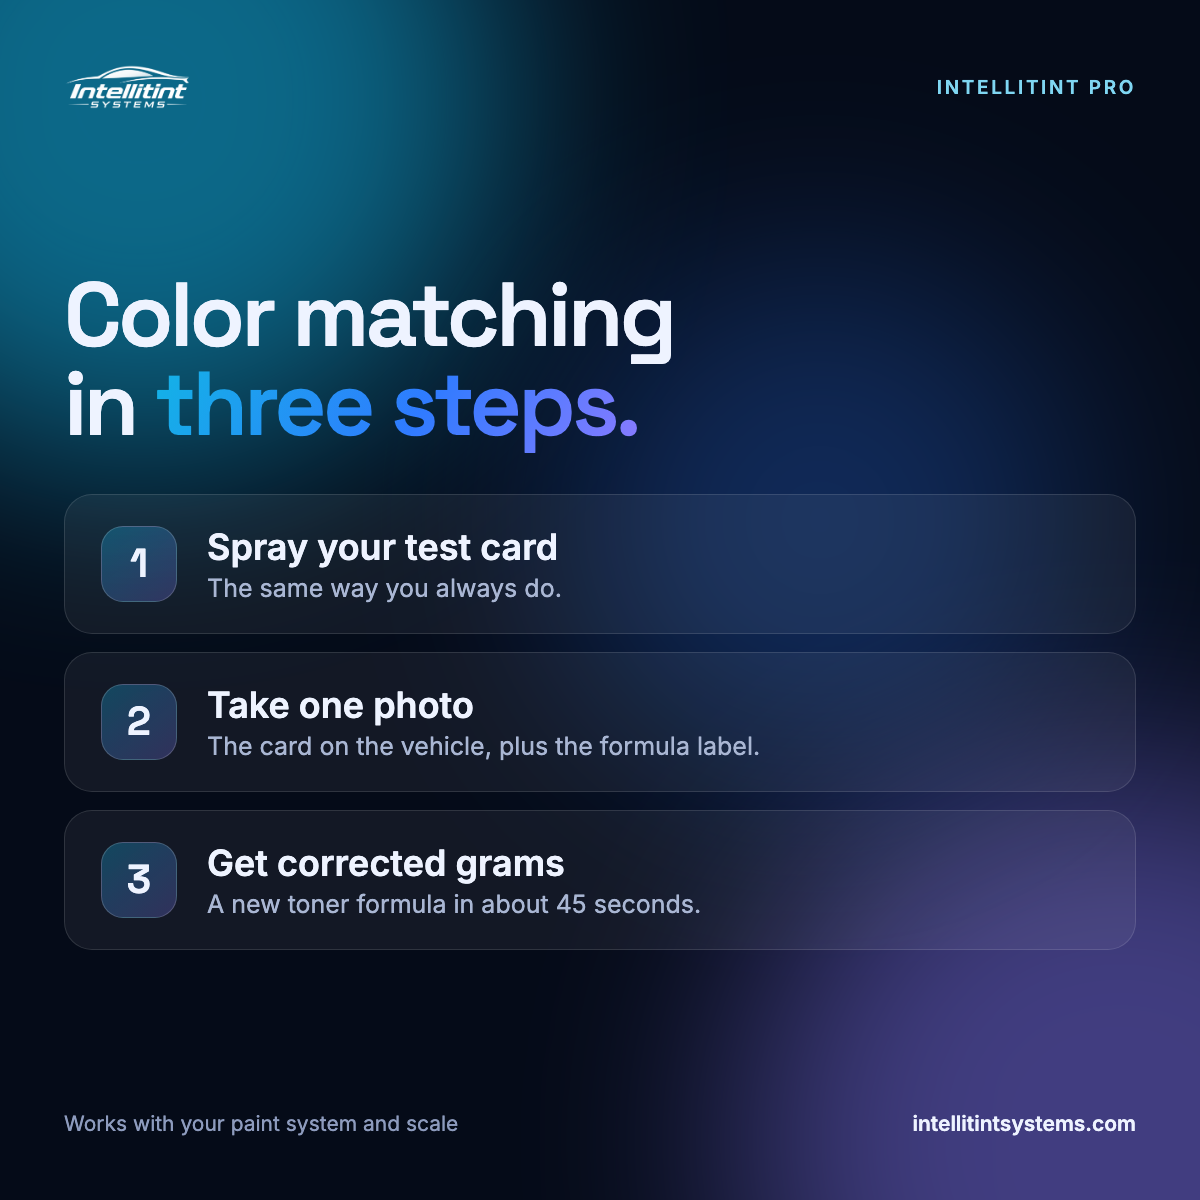 Intellitint
SYSTEMS
INTELLITINT PRO
Color matching
in three steps.
1
Spray your test card
The same way you always do.
2
Take one photo
The card on the vehicle, plus the formula label.
3
Get corrected grams
A new toner formula in about 45 seconds.
Works with your paint system and scale
intellitintsystems.com